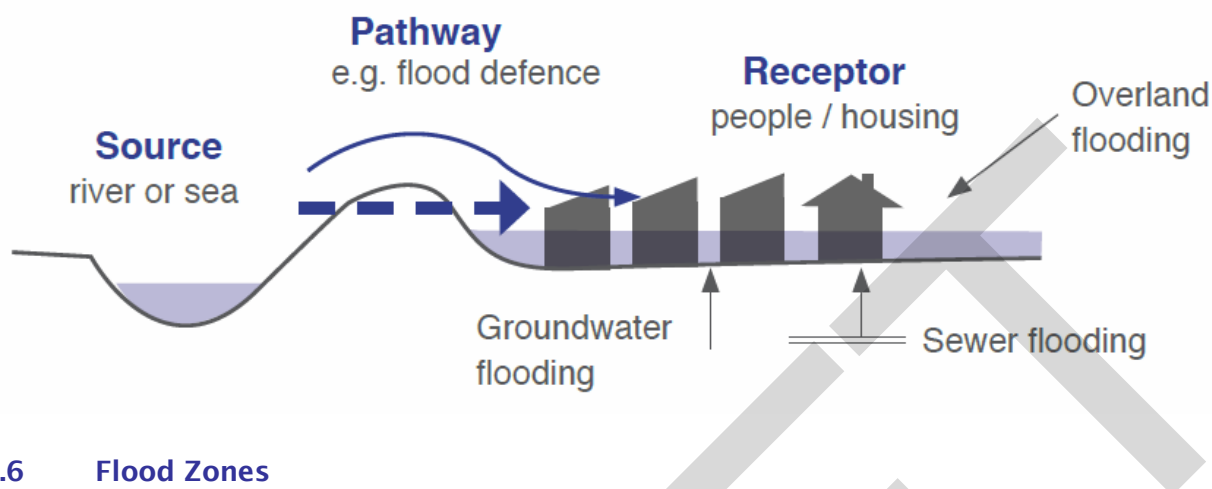 Pathway
e.g. flood defence
Receptor
people / housing
Overland
flooding
Source
river or sea
Groundwater
flooding
Sewer flooding
.6 Flood Zones